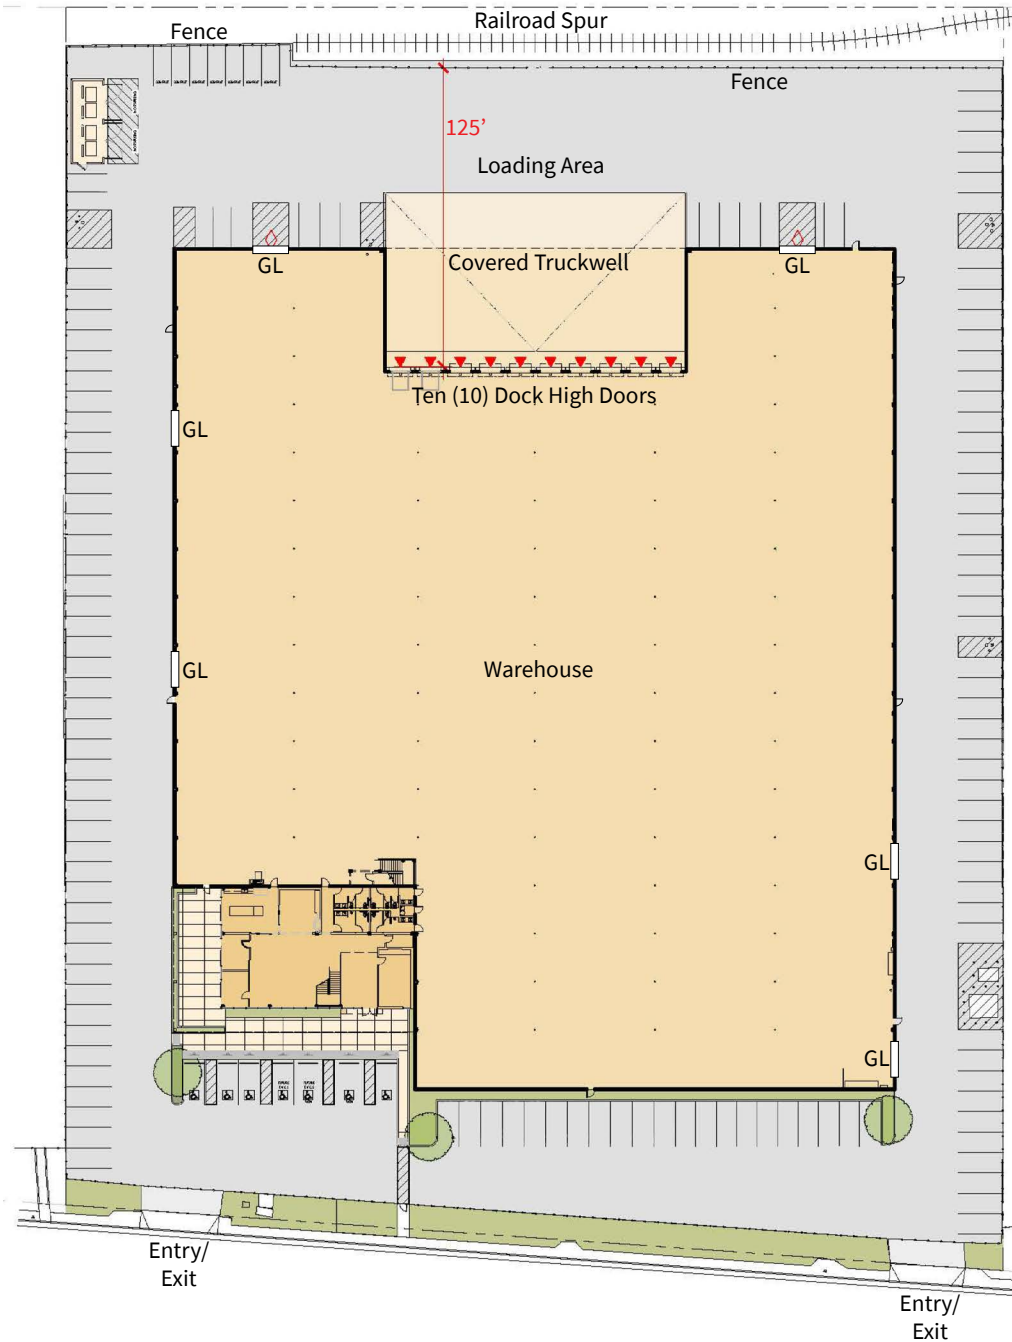 Railroad Spur
Fence
Fence
125’
Loading Area
GL
Covered Truckwell
GL
Ten (10) Dock High Doors
GL
GL
Warehouse
GL
GL
Entry/
Exit
Entry/
Exit